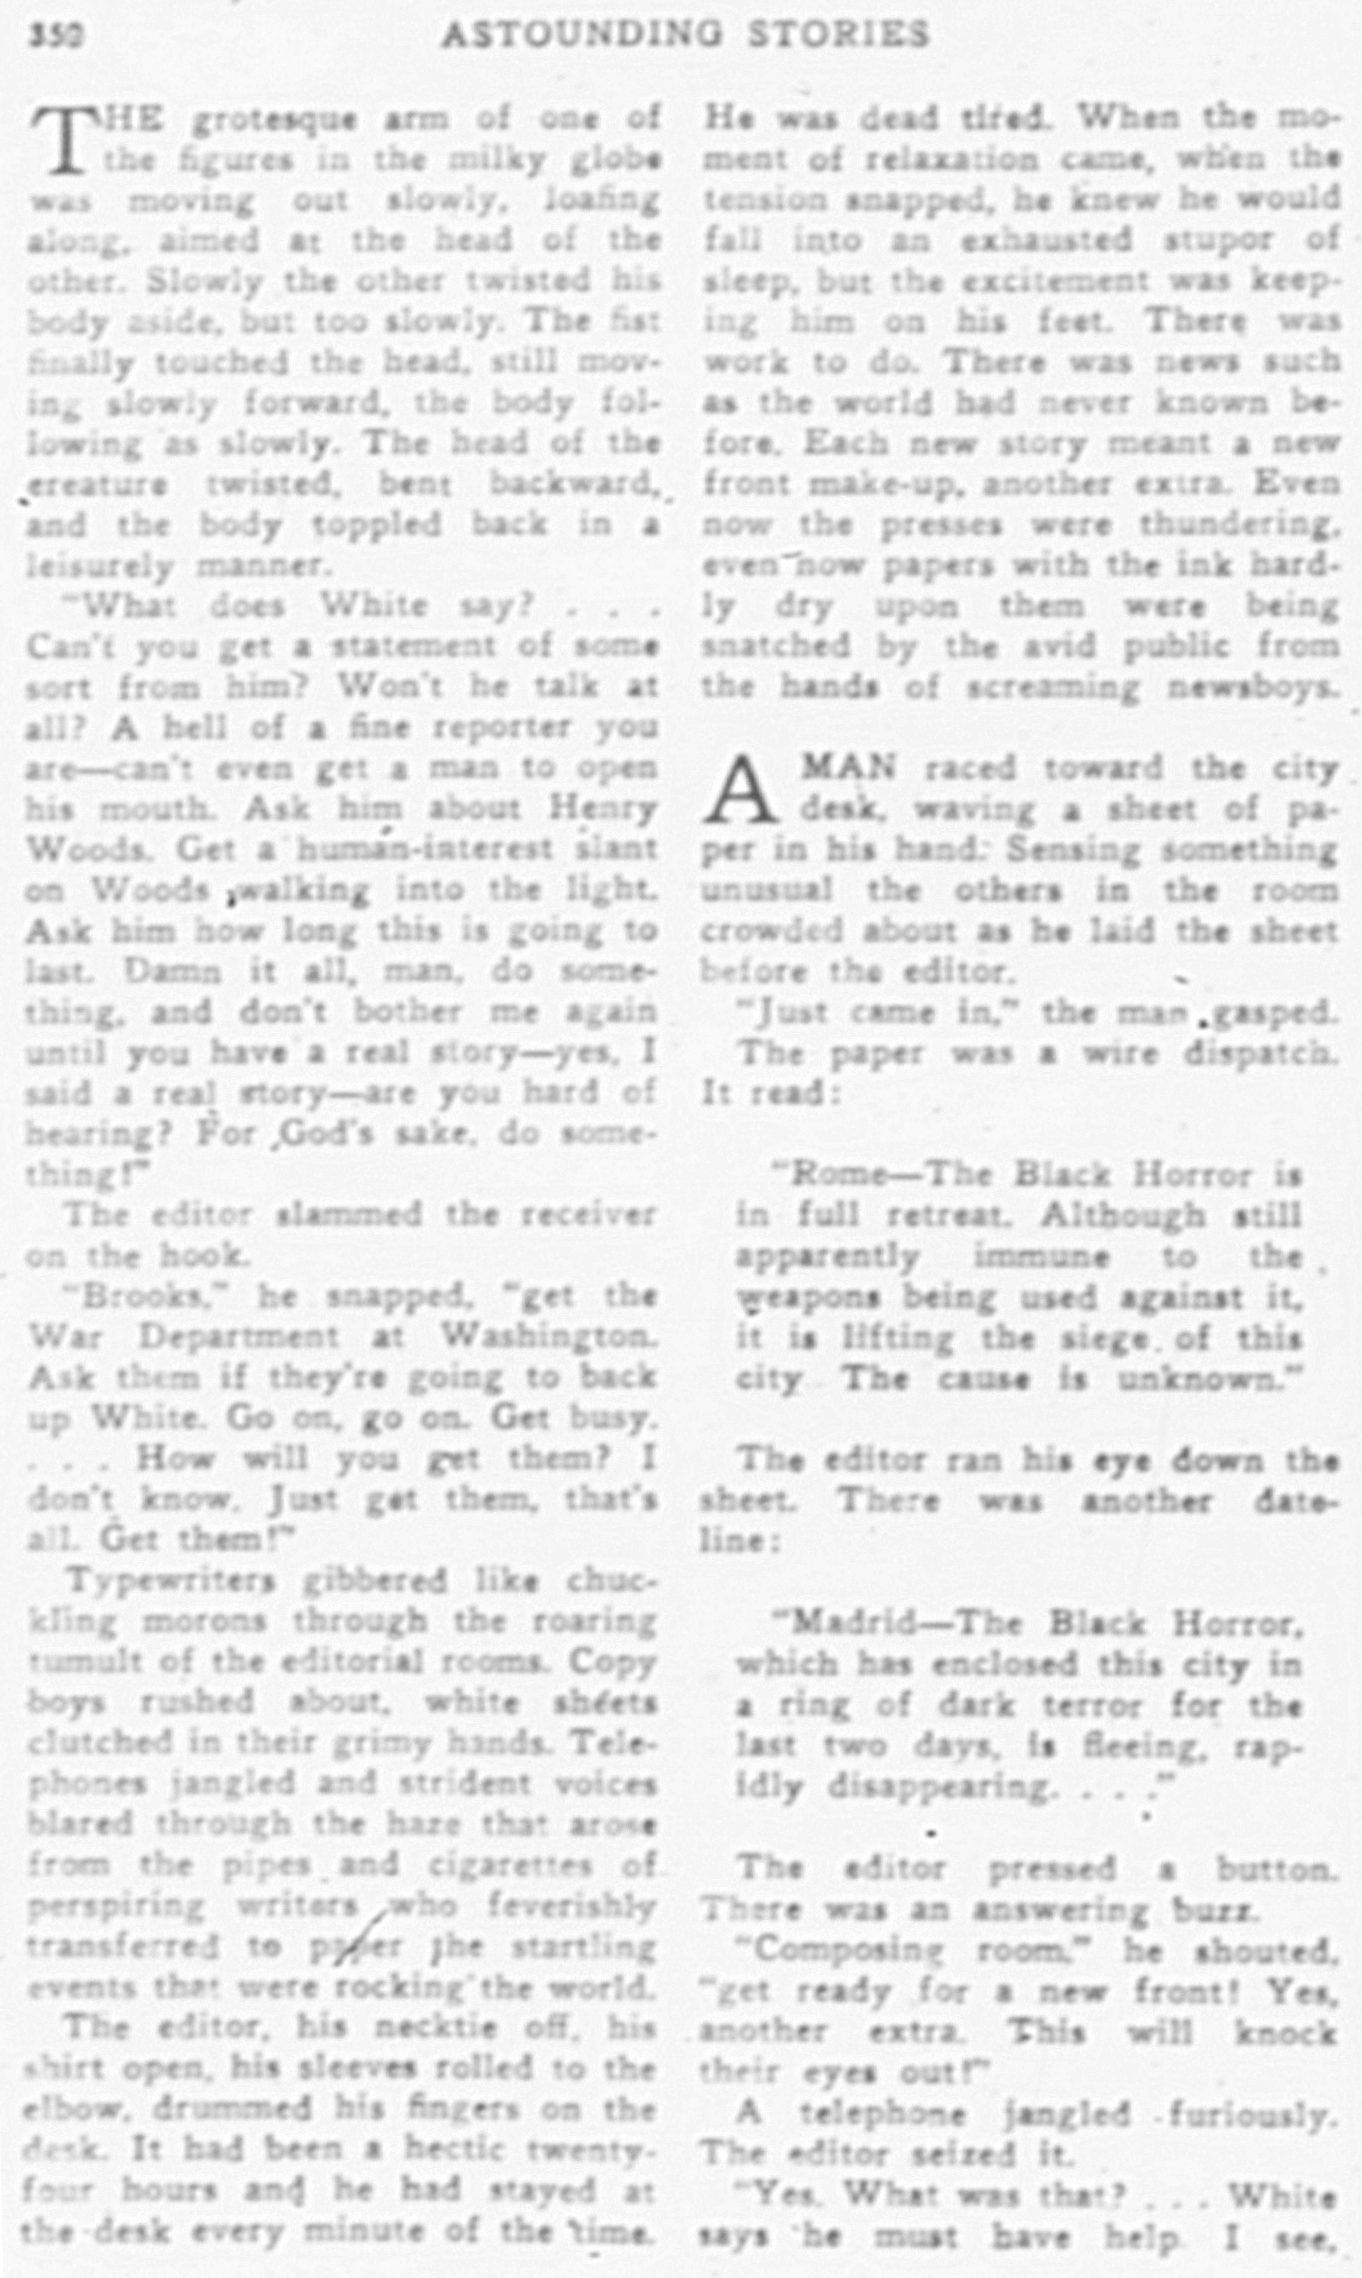 350
ASTOUNDING STORIES
THE grotesque arm of one of
the figures in the milky globe
was moving out slowly, loafing
along, aimed at the head of the
other. Slowly the other twisted his
body aside, but too slowly. The fist
finally touched the head, still mov-
ing slowly forward, the body fol-
lowing as slowly. The head of the
creature twisted, bent backward,
and the body toppled back in a
leisurely manner.
"What does White say? . . .
Can't you get a statement of some
sort from him? Won't he talk at
all? A hell of a fine reporter you
are—can't even get a man to open
his mouth. Ask him about Henry
Woods. Get a human-interest slant
on Woods walking into the light.
Ask him how long this is going to
last. Damn it all, man, do some-
thing, and don't bother me again
until you have a real story—yes, I
said a real story—are you hard of
hearing? For God's sake, do some-
thing!"
The editor slammed the receiver
on the hook.
"Brooks," he snapped, "get the
War Department at Washington.
Ask them if they're going to back
up White. Go on, go on. Get busy.
. . . How will you get them? I
don't know. Just get them, that's
all. Get them!"
Typewriters gibbered like chuc-
kling morons through the roaring
tumult of the editorial rooms. Copy
boys rushed about, white sheets
clutched in their grimy hands. Tele-
phones jangled and strident voices
blared through the haze that arose
from the pipes and cigarettes of
perspiring writers who feverishly
transferred to paper the startling
events that were rocking the world.
The editor, his necktie off, his
shirt open, his sleeves rolled to the
elbow, drummed his fingers on the
desk. It had been a hectic twenty-
four hours and he had stayed at
the desk every minute of the time.
He was dead tired. When the mo-
ment of relaxation came, when the
tension snapped, he knew he would
fall into an exhausted stupor of
sleep, but the excitement was keep-
ing him on his feet. There was
work to do. There was news such
as the world had never known be-
fore. Each new story meant a new
front make-up, another extra. Even
now the presses were thundering,
even now papers with the ink hard-
ly dry upon them were being
snatched by the avid public from
the hands of screaming newsboys.
A MAN raced toward the city
desk, waving a sheet of pa-
per in his hand. Sensing something
unusual the others in the room
crowded about as he laid the sheet
before the editor.
"Just came in," the man gasped.
The paper was a wire dispatch.
It read:
"Rome—The Black Horror is
in full retreat. Although still
apparently immune to the
weapons being used against it,
it is lifting the siege of this
city The cause is unknown."
The editor ran his eye down the
sheet. There was another date-
line:
"Madrid—The Black Horror,
which has enclosed this city in
a ring of dark terror for the
last two days, is fleeing, rap-
idly disappearing. . . ."
The editor pressed a button.
There was an answering buzz.
"Composing room," he shouted,
"get ready for a new front! Yes,
another extra. This will knock
their eyes out!"
A telephone jangled furiously.
The editor seized it.
"Yes. What was that? . . . White
says he must have help. I see,